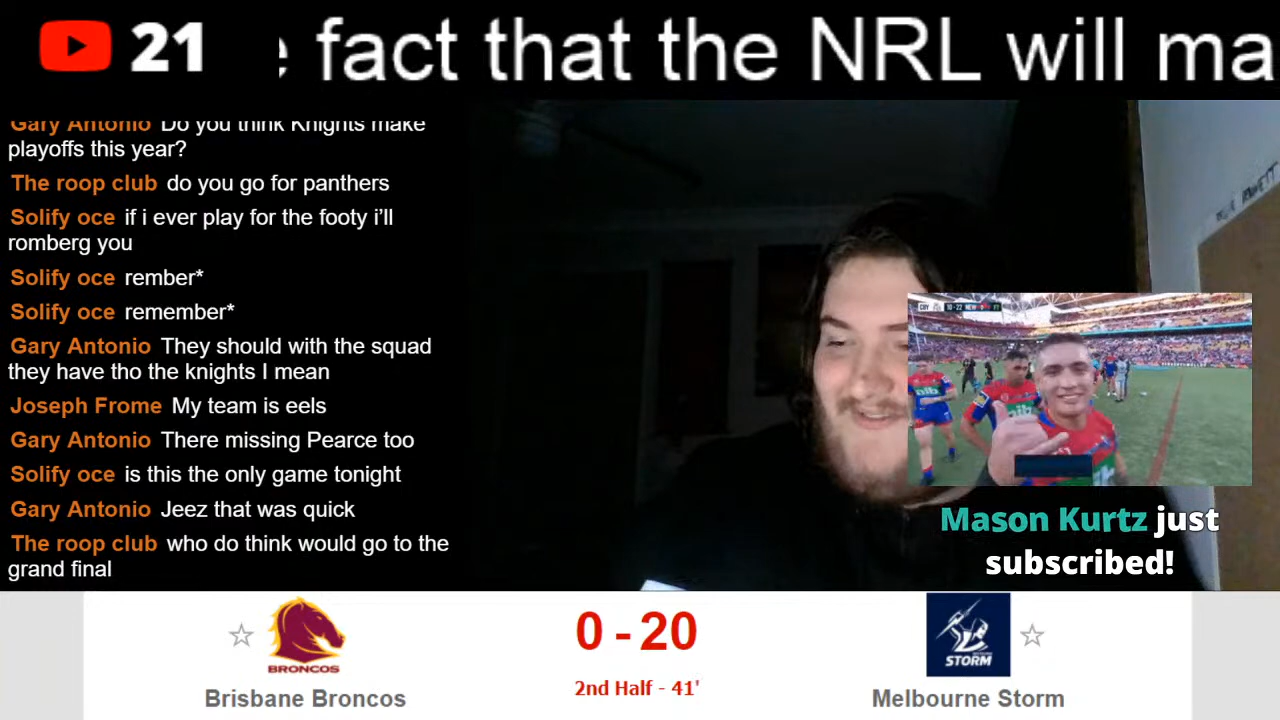 21
fact that the NRL will ma
Gary Antonio Do you think Knights make
playoffs this year?
The roop club do you go for panthers
Solify oce if i ever play for the footy i'll
romberg you
Solify oce rember*
Solify oce remember*
Gary Antonio They should with the squad
they have tho the knights I mean
Joseph Frome My team is eels
Gary Antonio There missing Pearce too
Solify oce is this the only game tonight
Gary Antonio Jeez that was quick
The roop club who do think would go to the
grand final
10-22 NEW
Mason Kurtz just
subscribed!
BRONCOS
Brisbane Broncos
0 - 20
2nd Half - 41'
STORM
Melbourne Storm